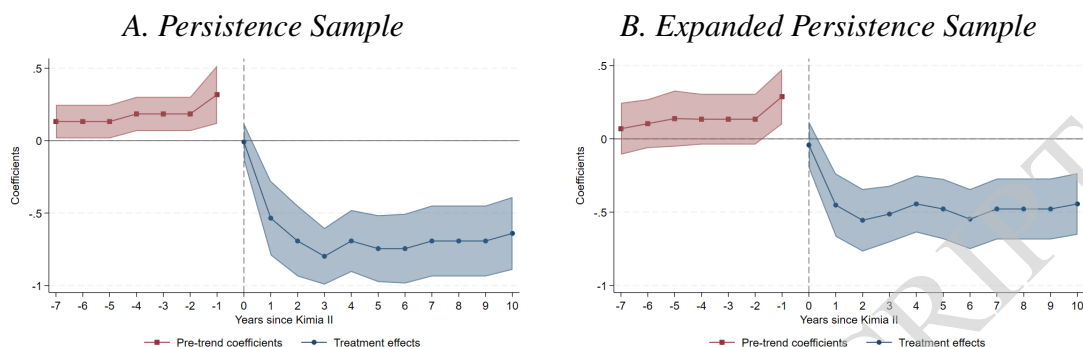 A. Persistence Sample
B. Expanded Persistence Sample
.5
0
-.5
-1
Coefficients
-7 -6 -5 -4 -3 -2 -1 0 1 2 3 4 5 6 7 8 9 10
Years since Kimia II
Pre-trend coefficients Treatment effects
.5
0
-.5
-1
Coefficients
-7 -6 -5 -4 -3 -2 -1 0 1 2 3 4 5 6 7 8 9 10
Years since Kimia II
Pre-trend coefficients Treatment effects
RIPT